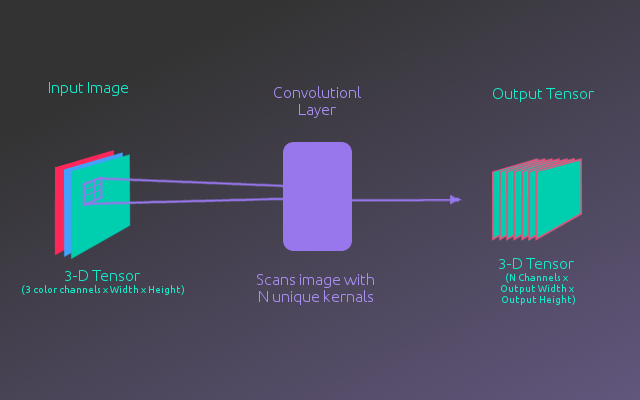 Input Image
3-D Tensor
(3 color channels x Width x Height)
Convolutionl
Layer
Scans image with
N unique kernals
Output Tensor
3-D Tensor
(N Channels x
Output Width x
Output Height)